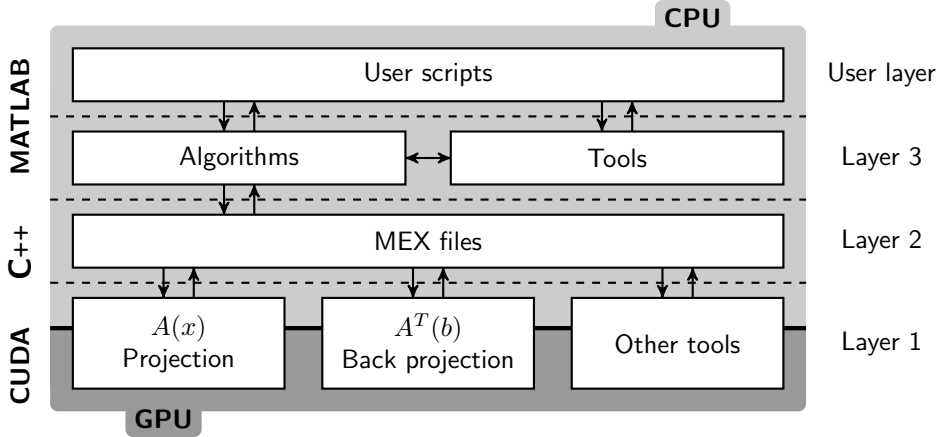 CPU
MATLAB
User scripts
User layer
Algorithms
Tools
Layer 3
C++
MEX files
Layer 2
CUDA
A(x)
Projection
A^T(b)
Back projection
Other tools
Layer 1
GPU